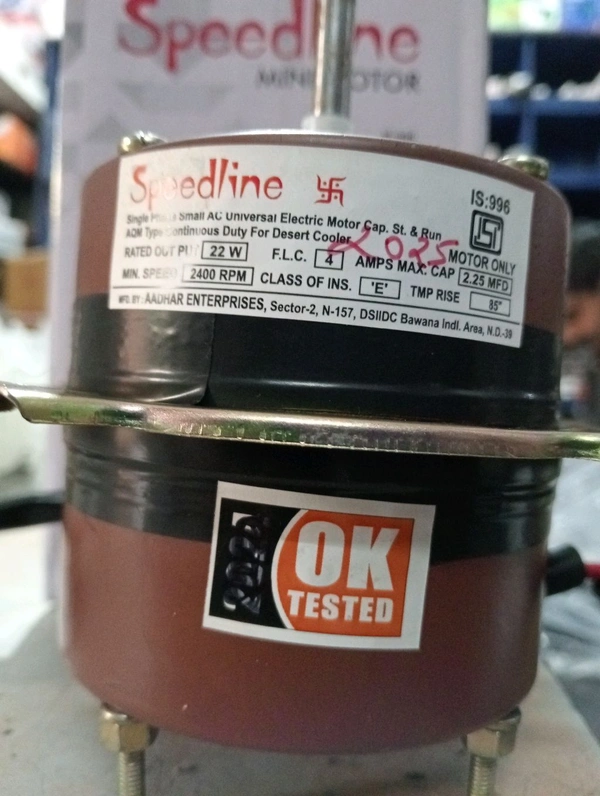 Speedline
MINI MOTOR
Speedline
IS:996
Single Phase Small AC Universal Electric Motor Cap. St. & Run
AOM Type Continuous Duty For Desert Cooler
2025
RATED OUT PUT 22 W F.L.C. 4 AMPS MAX. CAP 2.25 MFD
MOTOR ONLY
MIN. SPEED 2400 RPM CLASS OF INS. 'E' TMP RISE 85°
MFD. BY: AADHAR ENTERPRISES, Sector-2, N-157, DSIIDC Bawana Indl. Area, N.D.-39
OK
TESTED